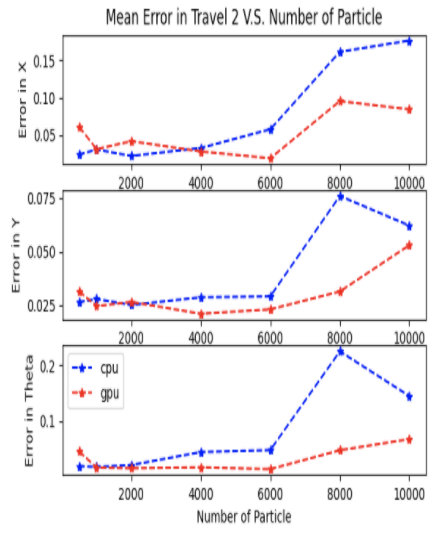 Mean Error in Travel 2 V.S. Number of Particle
Error in X
0.15
0.10
0.05
2000 4000 6000 8000 10000
Error in Y
0.075
0.050
0.025
2000 4000 6000 8000 10000
Error in Theta
0.2
0.1
cpu
gpu
2000 4000 6000 8000 10000
Number of Particle